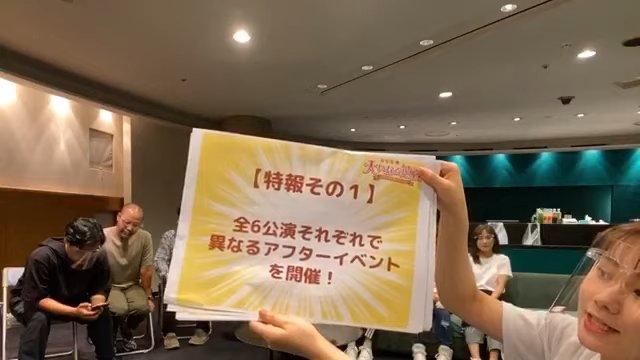 【特報その1】
全6公演それぞれで
異なるアフターイベント
を開催！